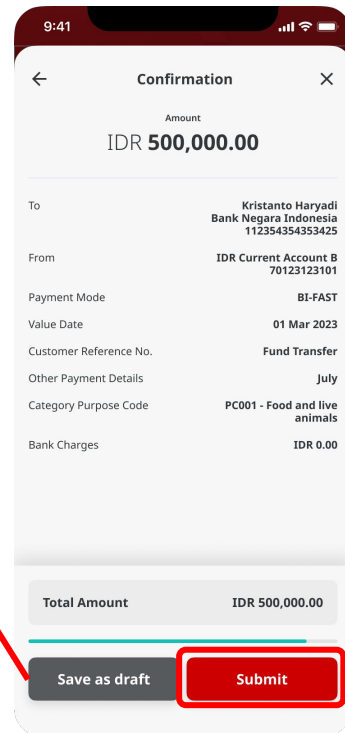 9:41
Confirmation
Amount
IDR 500,000.00
To Kristanto Haryadi
Bank Negara Indonesia
112354354353425
From IDR Current Account B
70123123101
Payment Mode BI-FAST
Value Date 01 Mar 2023
Customer Reference No. Fund Transfer
Other Payment Details July
Category Purpose Code PC001 - Food and live
animals
Bank Charges IDR 0.00
Total Amount IDR 500,000.00
Save as draft Submit